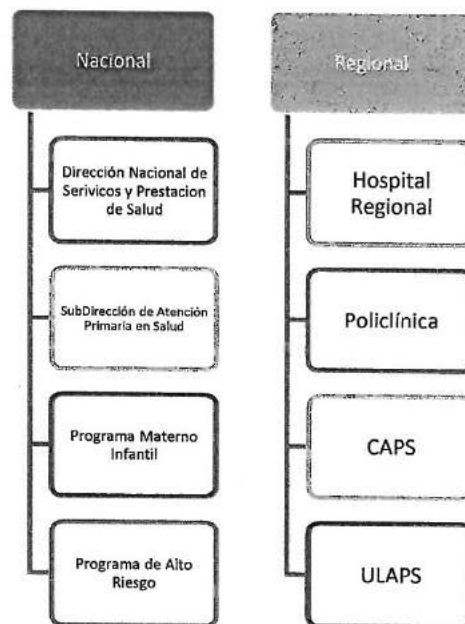 Nacional
Dirección Nacional de
Serivicos y Prestacion
de Salud
SubDirección de Atención
Primaria en Salud
Programa Materno
Infantil
Programa de Alto
Riesgo
Regional
Hospital
Regional
Policlínica
CAPS
ULAPS